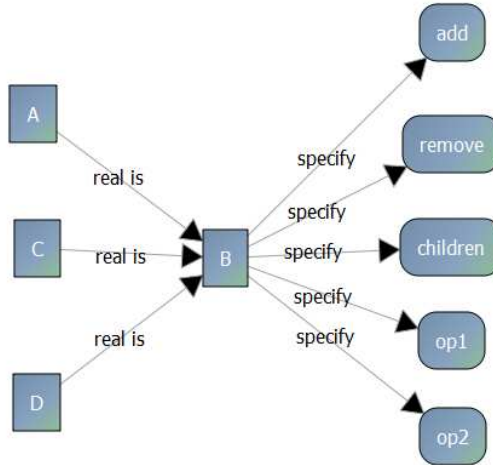 add
A
remove
specify
real is
specify
C
real is
B
specify
children
specify
real is
specify
op1
D
op2